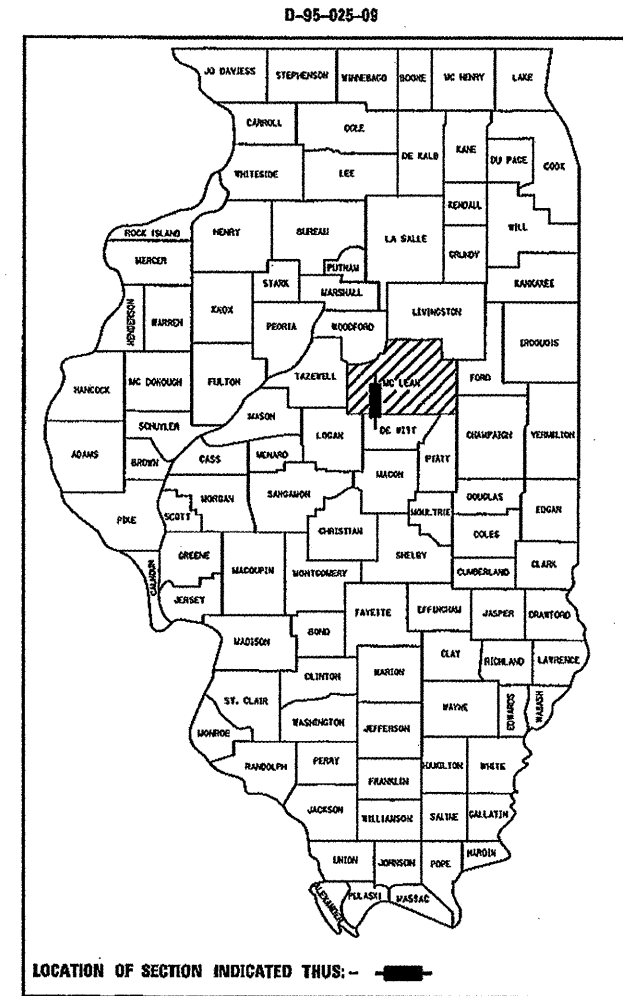 D-95-025-09
JO DAVIESS STEPHENSON WINNEBAGO BOONE MC HENRY LAKE
CARROLL OGLE DE KALB KANE DU PAGE COOK
WHITESIDE LEE KENDALL WILL
ROCK ISLAND HENRY BUREAU LA SALLE GRUNDY
MERCER PUTNAM KANKAKEE
STARK MARSHALL LIVINGSTON
HENDERSON WARREN KNOX PEORIA WOODFORD IROQUOIS
HANCOCK MC DONOUGH FULTON TAZEWELL MC LEAN FORD
SCHUYLER MASON LOGAN DE WITT CHAMPAIGN VERMILION
ADAMS BROWN CASS MENARD MACON PIATT
PIKE SCOTT MORGAN SANGAMON MOULTRIE DOUGLAS EDGAR
CHRISTIAN COLES
GREENE MACOUPIN MONTGOMERY SHELBY CUMBERLAND CLARK
CALHOUN JERSEY FAYETTE EFFINGHAM JASPER CRAWFORD
MADISON BOND CLAY RICHLAND LAWRENCE
CLINTON MARION
ST. CLAIR WASHINGTON WAYNE EDWARDS WABASH
MONROE JEFFERSON
RANDOLPH PERRY HAMILTON WHITE
FRANKLIN
JACKSON WILLIAMSON SALINE GALLATIN
UNION JOHNSON POPE HARDIN
ALEXANDER PULASKI MASSAC
LOCATION OF SECTION INDICATED THUS:-